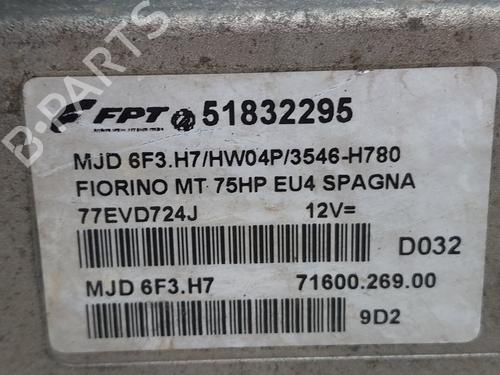 B-PARTS
FPT 51832295
MJD 6F3.H7/HW04P/3546-H780
FIORINO MT 75HP EU4 SPAGNA
77EVD724J 12V=
D032
MJD 6F3.H7 71600.269.00
9D2